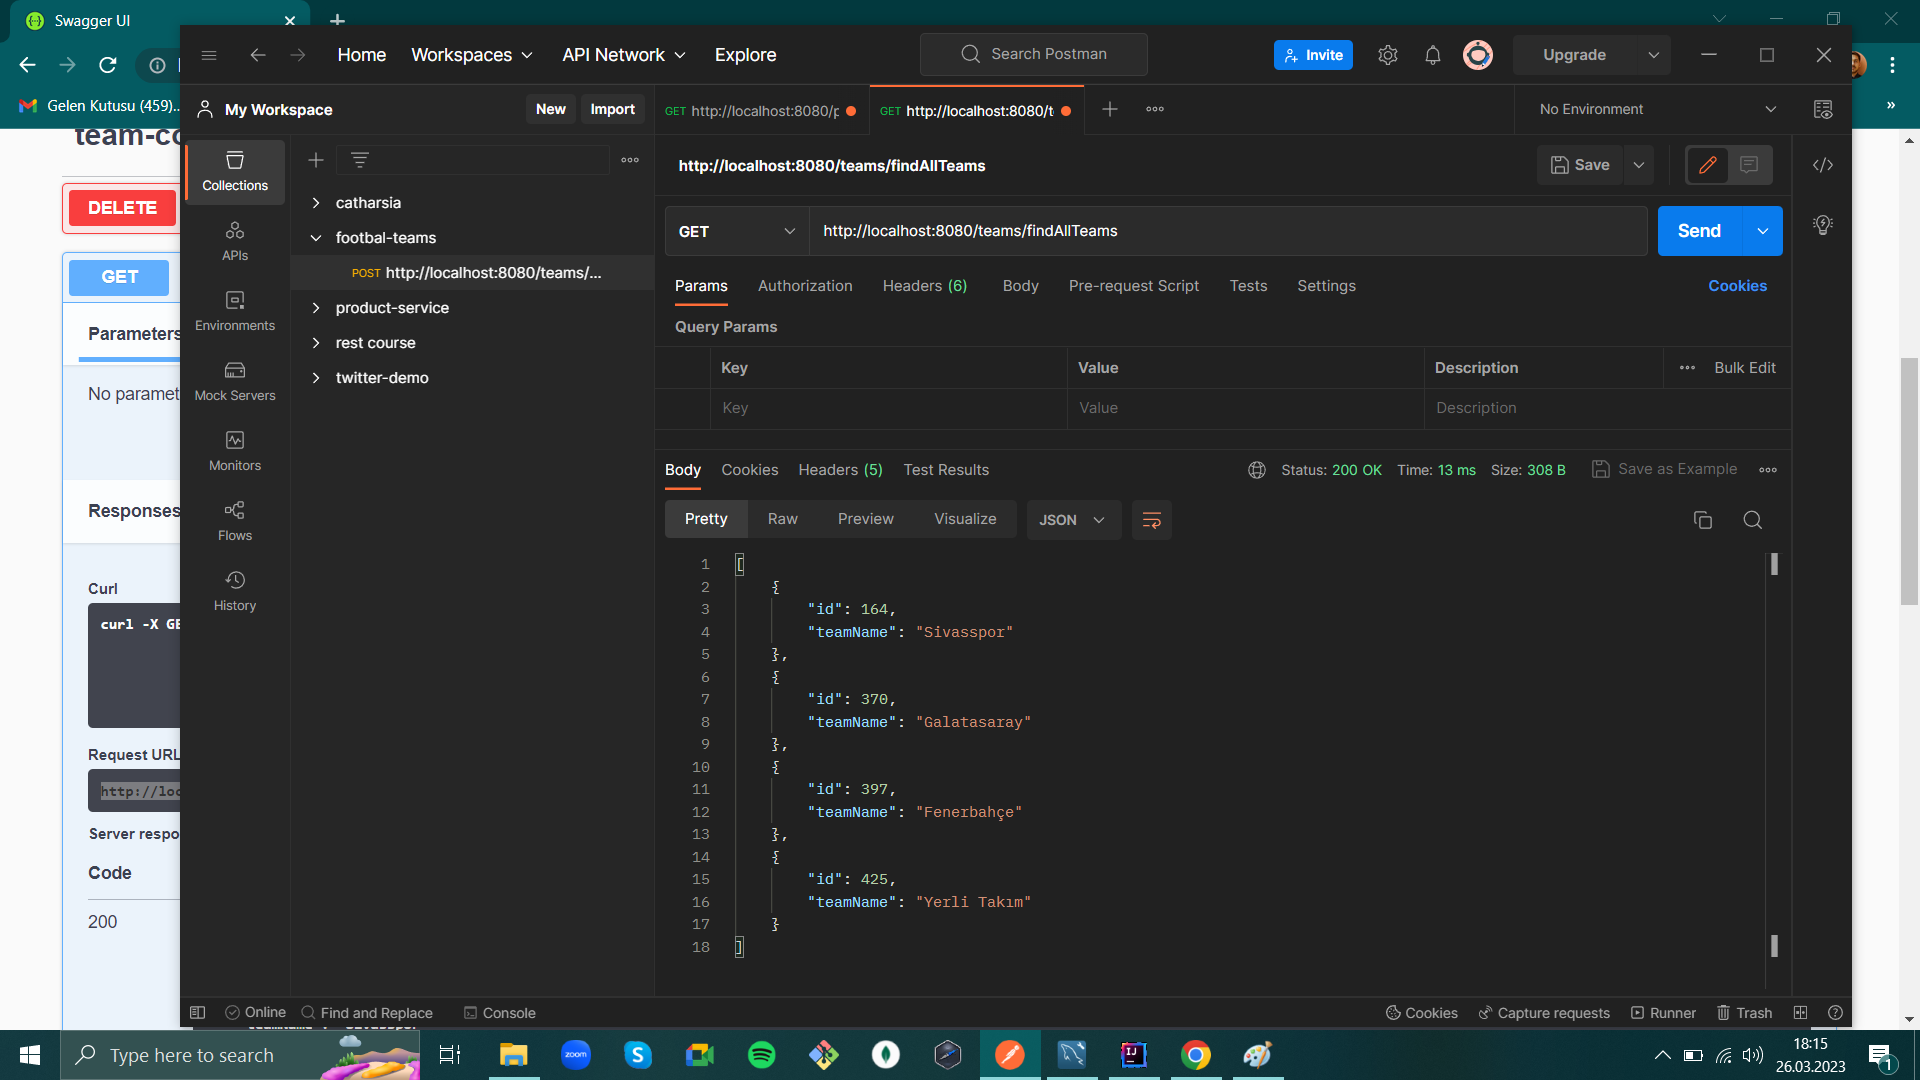 Swagger UI
Gelen Kutusu (459)...
Home
Workspaces
API Network
Explore
Search Postman
Invite
Upgrade
My Workspace
New
Import
GET http://localhost:8080/p
GET http://localhost:8080/t
No Environment
team-co
DELETE
GET
Parameters
No paramet
Responses
Curl
curl -X GE
Request URL
http://loc
Server respo
Code
200
Collections
APIs
Environments
Mock Servers
Monitors
Flows
History
catharsia
footbal-teams
POST http://localhost:8080/teams/...
product-service
rest course
twitter-demo
http://localhost:8080/teams/findAllTeams
Save
GET
http://localhost:8080/teams/findAllTeams
Send
Params
Authorization
Headers (6)
Body
Pre-request Script
Tests
Settings
Cookies
Query Params
Key
Value
Description
Bulk Edit
Key
Value
Description
Body
Cookies
Headers (5)
Test Results
Status: 200 OK
Time: 13 ms
Size: 308 B
Save as Example
Pretty
Raw
Preview
Visualize
JSON
1 [
2 {
3 "id": 164,
4 "teamName": "Sivasspor"
5 },
6 {
7 "id": 370,
8 "teamName": "Galatasaray"
9 },
10 {
11 "id": 397,
12 "teamName": "Fenerbahçe"
13 },
14 {
15 "id": 425,
16 "teamName": "Yerli Takım"
17 }
18 ]
Online
Find and Replace
Console
Cookies
Capture requests
Runner
Trash
Type here to search
zoom
18:15
26.03.2023
1